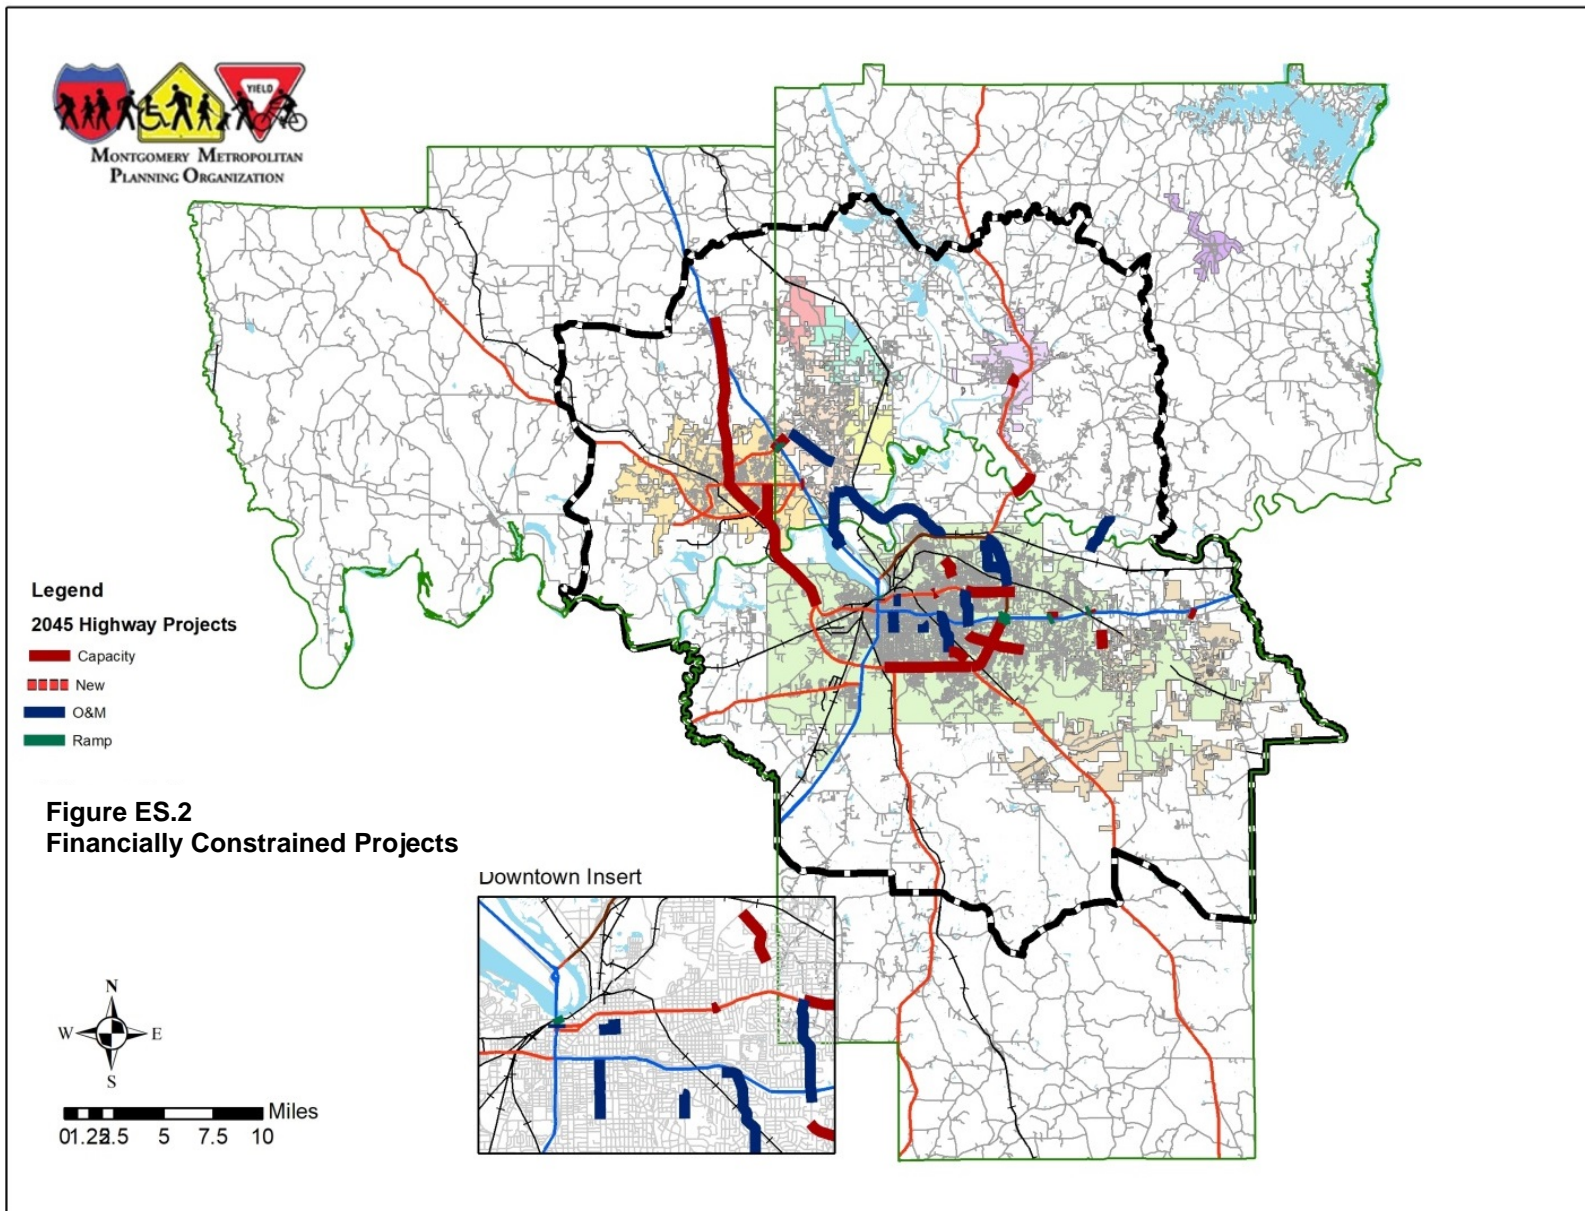 YIELD
MONTGOMERY METROPOLITAN
PLANNING ORGANIZATION
Legend
2045 Highway Projects
Capacity
New
O&M
Ramp
Figure ES.2
Financially Constrained Projects
Downtown Insert
N
W E
S
Miles
0 1.25 2.5 5 7.5 10